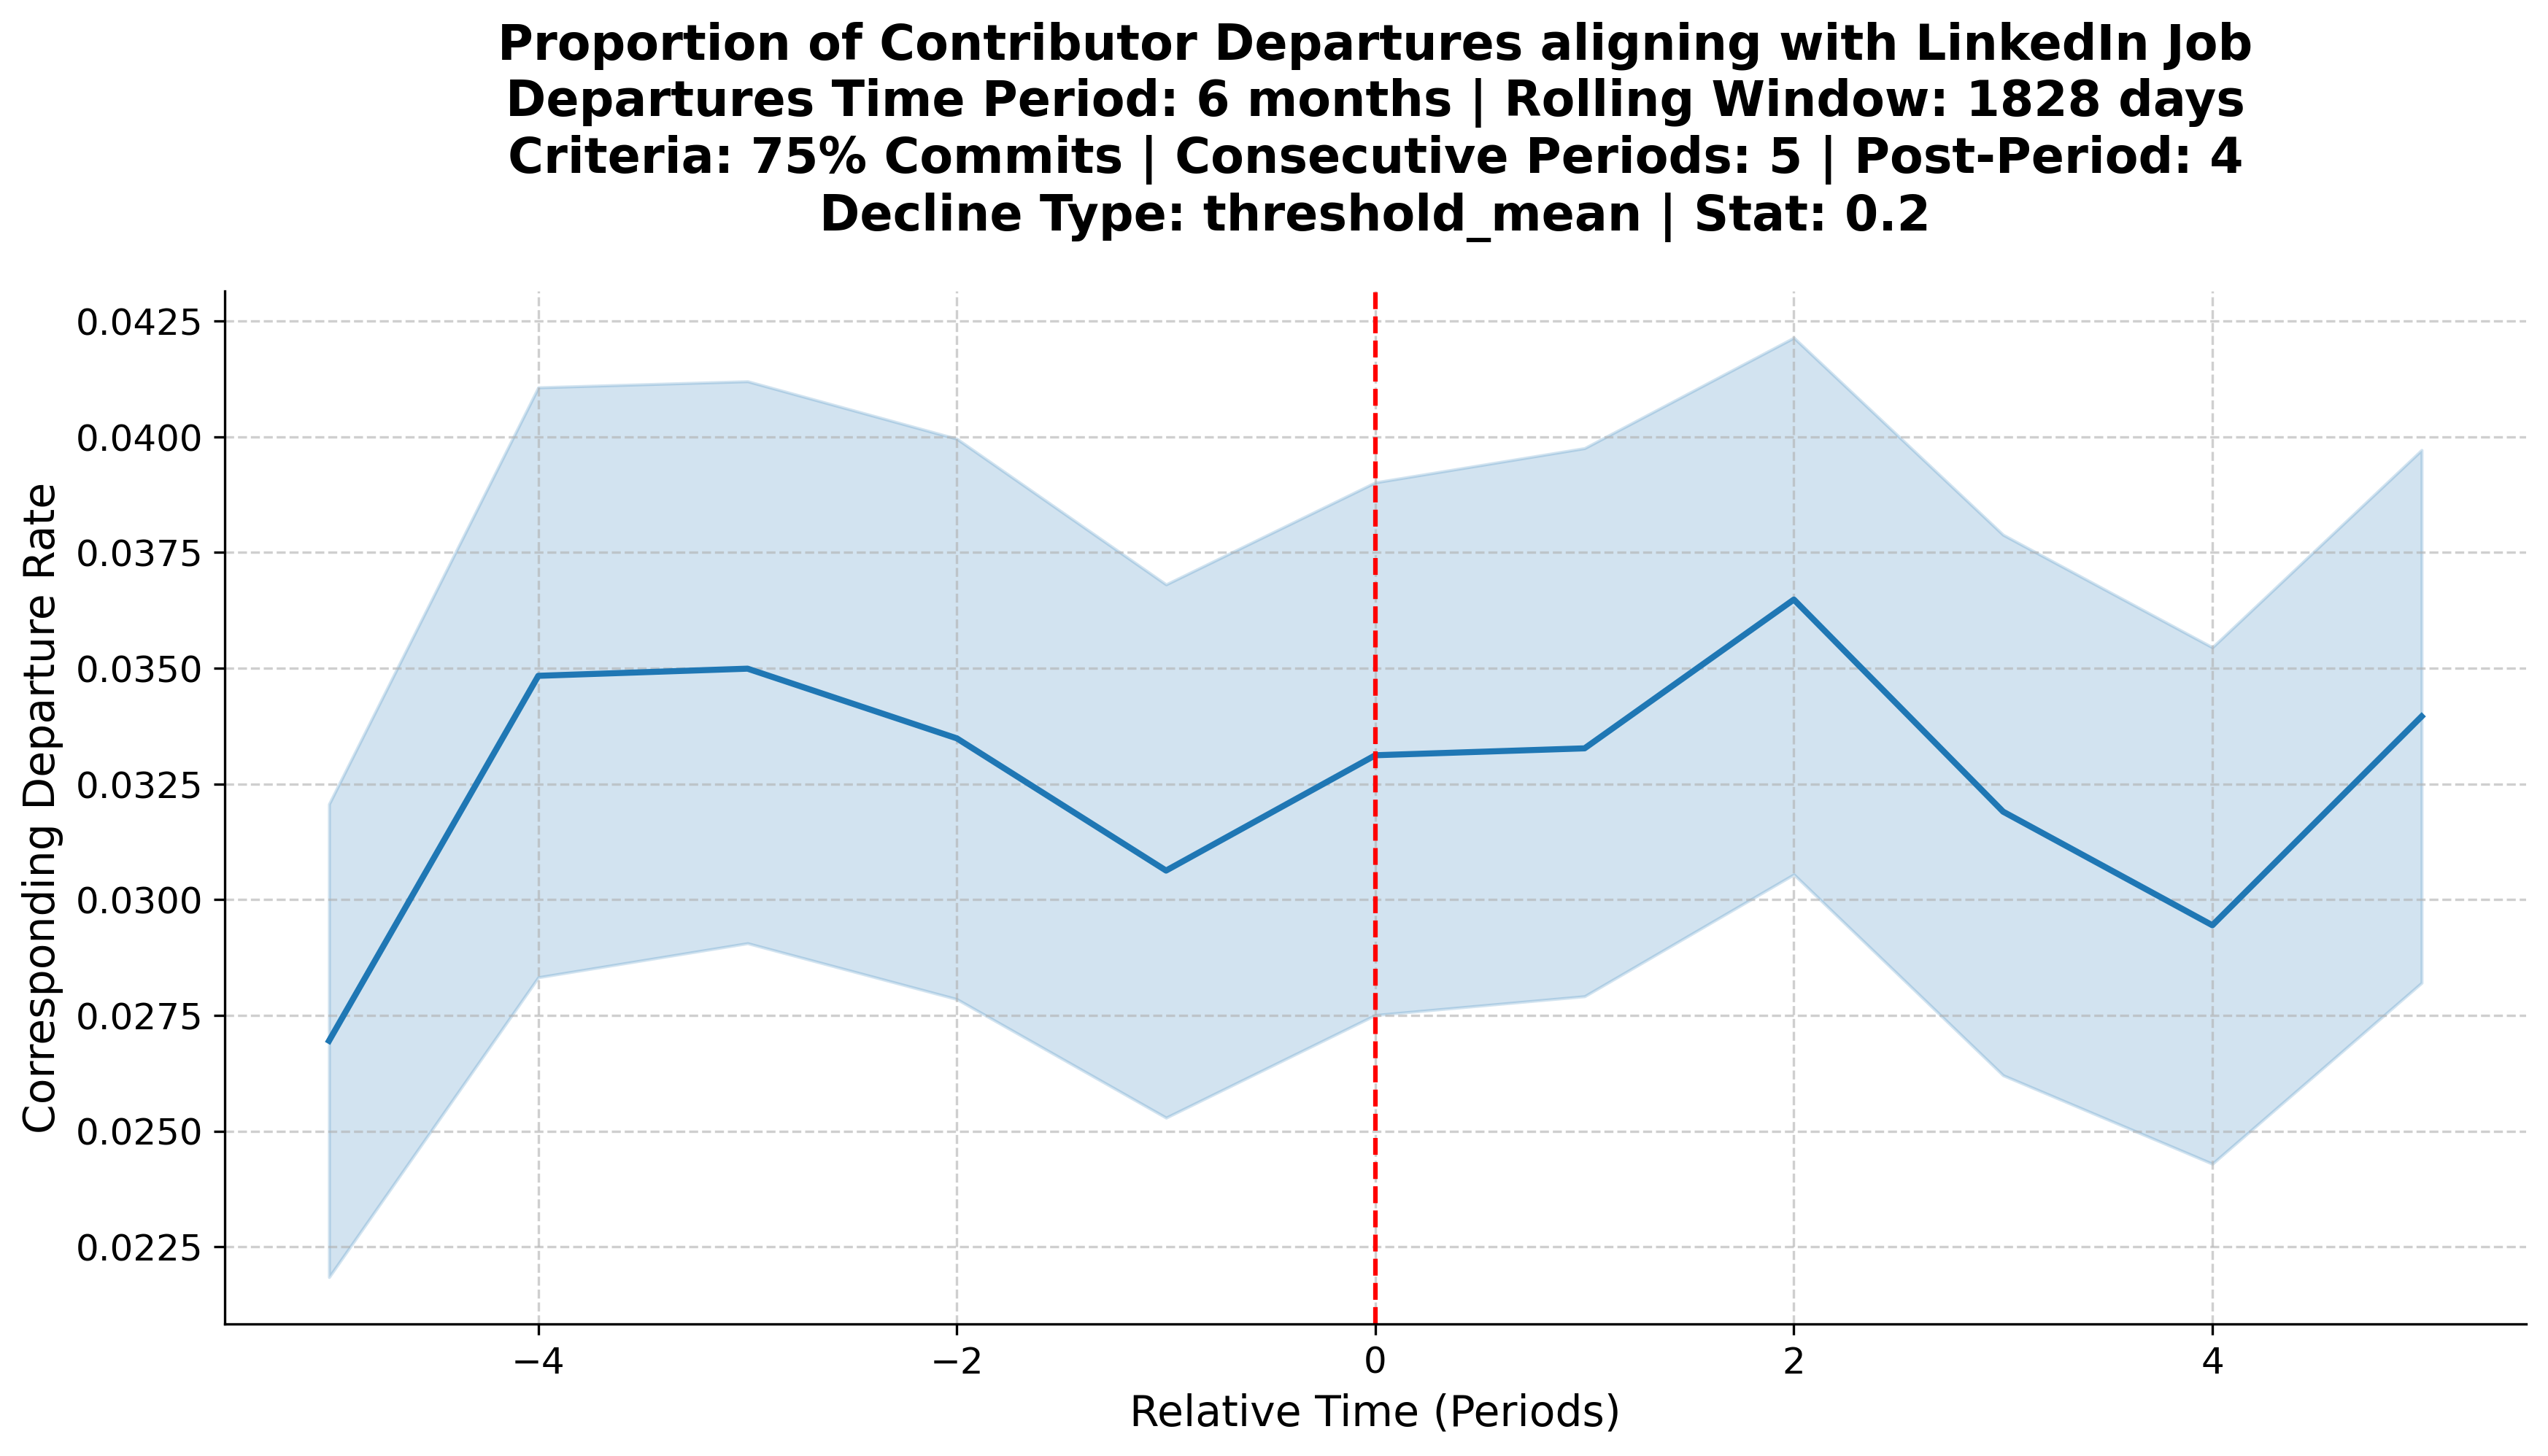 Proportion of Contributor Departures aligning with LinkedIn Job
Departures Time Period: 6 months | Rolling Window: 1828 days
Criteria: 75% Commits | Consecutive Periods: 5 | Post-Period: 4
Decline Type: threshold_mean | Stat: 0.2
Corresponding Departure Rate
0.0425
0.0400
0.0375
0.0350
0.0325
0.0300
0.0275
0.0250
0.0225
−4
−2
0
2
4
Relative Time (Periods)